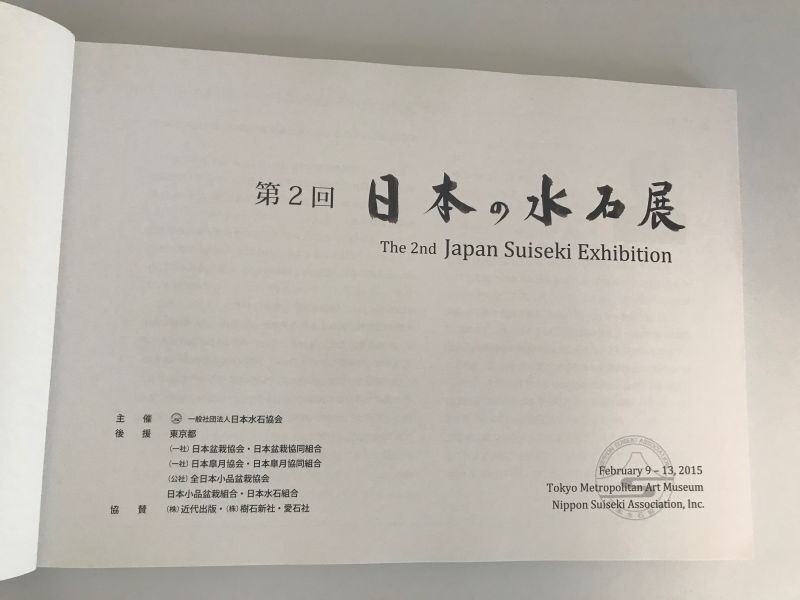 第2回 日本の水石展
The 2nd Japan Suiseki Exhibition
主 催 一般社団法人日本水石協会
後 援 東京都
(一社)日本盆栽協会・日本盆栽協同組合
(一社)日本皐月協会・日本皐月協同組合
(公社)全日本小品盆栽協会
日本小品盆栽組合・日本水石組合
協 賛 (株)近代出版・(株)樹石新社・愛石社
NIPPON SUISEKI ASSOCIATION
February 9 – 13, 2015
Tokyo Metropolitan Art Museum
Nippon Suiseki Association, Inc.